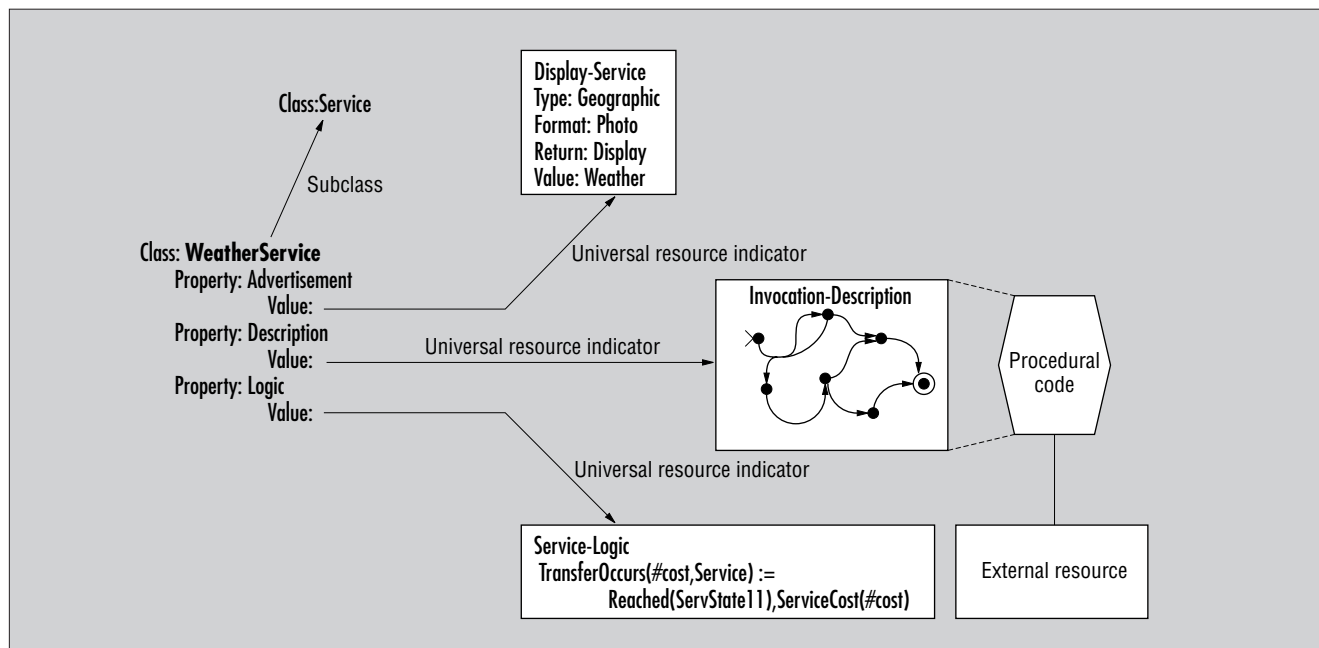 Class:Service
Subclass
Display-Service
Type: Geographic
Format: Photo
Return: Display
Value: Weather
Class: WeatherService
Property: Advertisement
Value:
Property: Description
Value:
Property: Logic
Value:
Universal resource indicator
Universal resource indicator
Universal resource indicator
Invocation-Description
Procedural
code
Service-Logic
TransferOccurs(#cost,Service) :=
Reached(ServState11),ServiceCost(#cost)
External resource